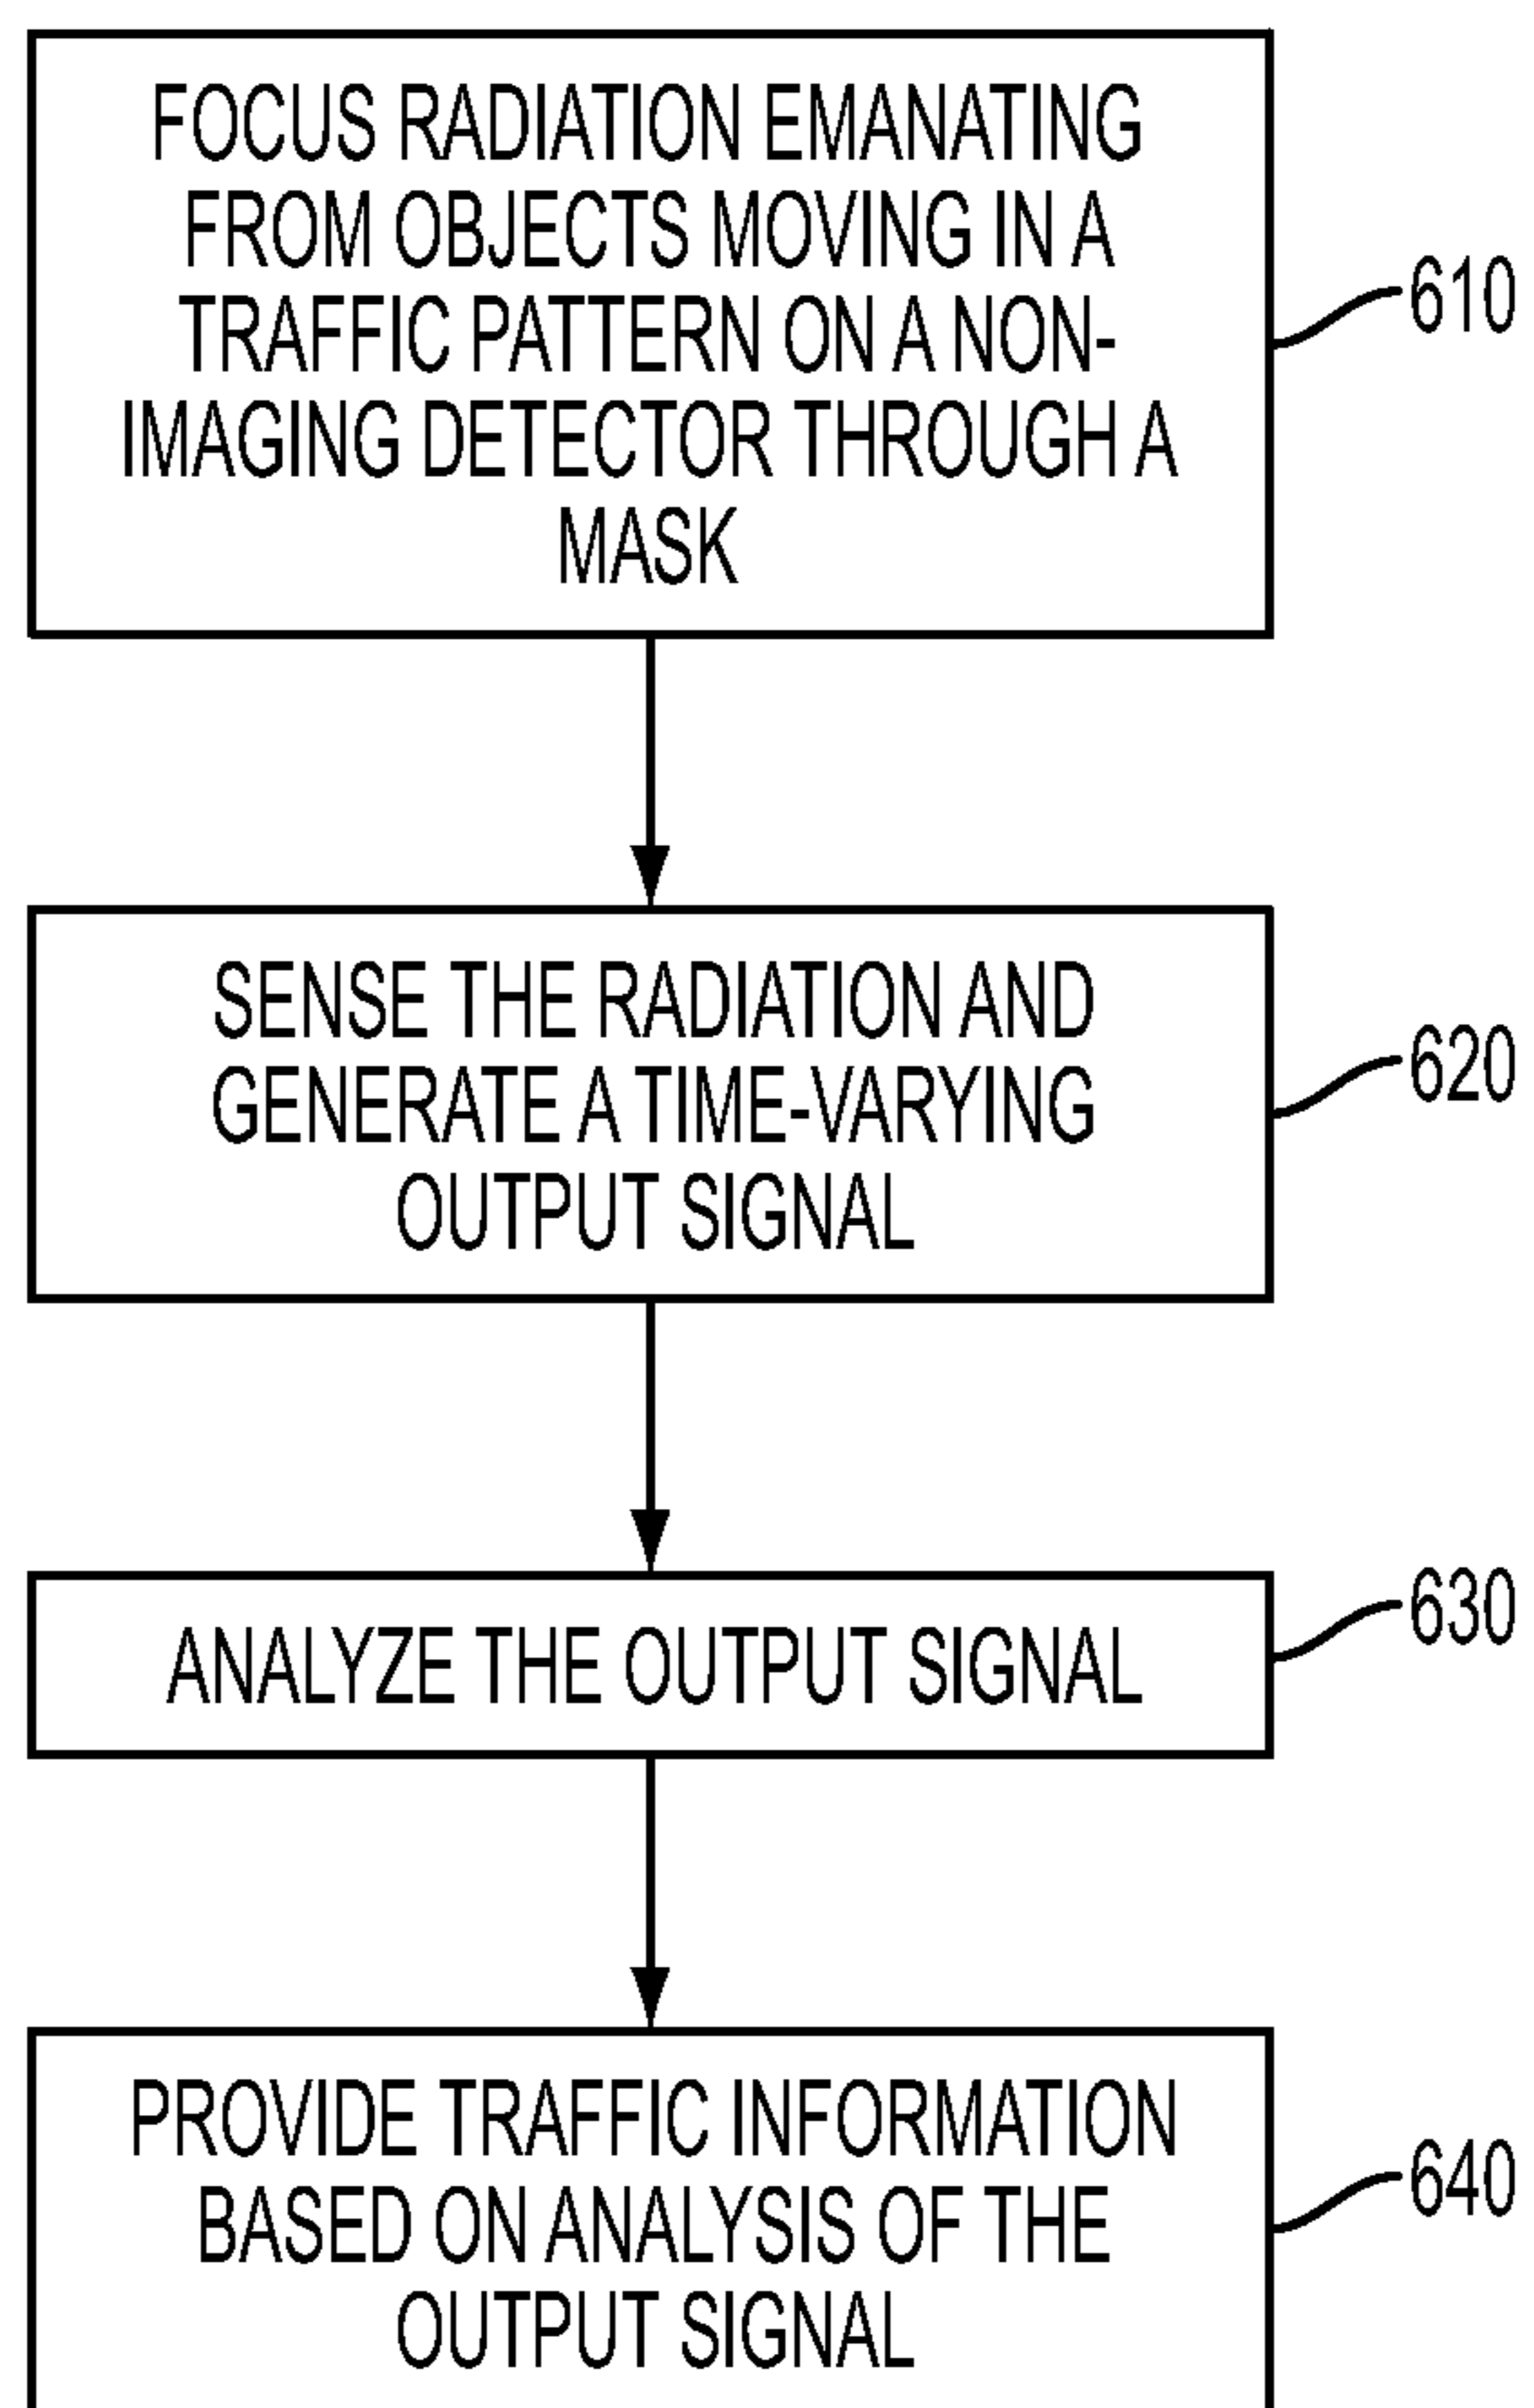 FOCUS RADIATION EMANATING
FROM OBJECTS MOVING IN A
TRAFFIC PATTERN ON A NON-
IMAGING DETECTOR THROUGH A
MASK
610
SENSE THE RADIATION AND
GENERATE A TIME-VARYING
OUTPUT SIGNAL
620
ANALYZE THE OUTPUT SIGNAL
630
PROVIDE TRAFFIC INFORMATION
BASED ON ANALYSIS OF THE
OUTPUT SIGNAL
640